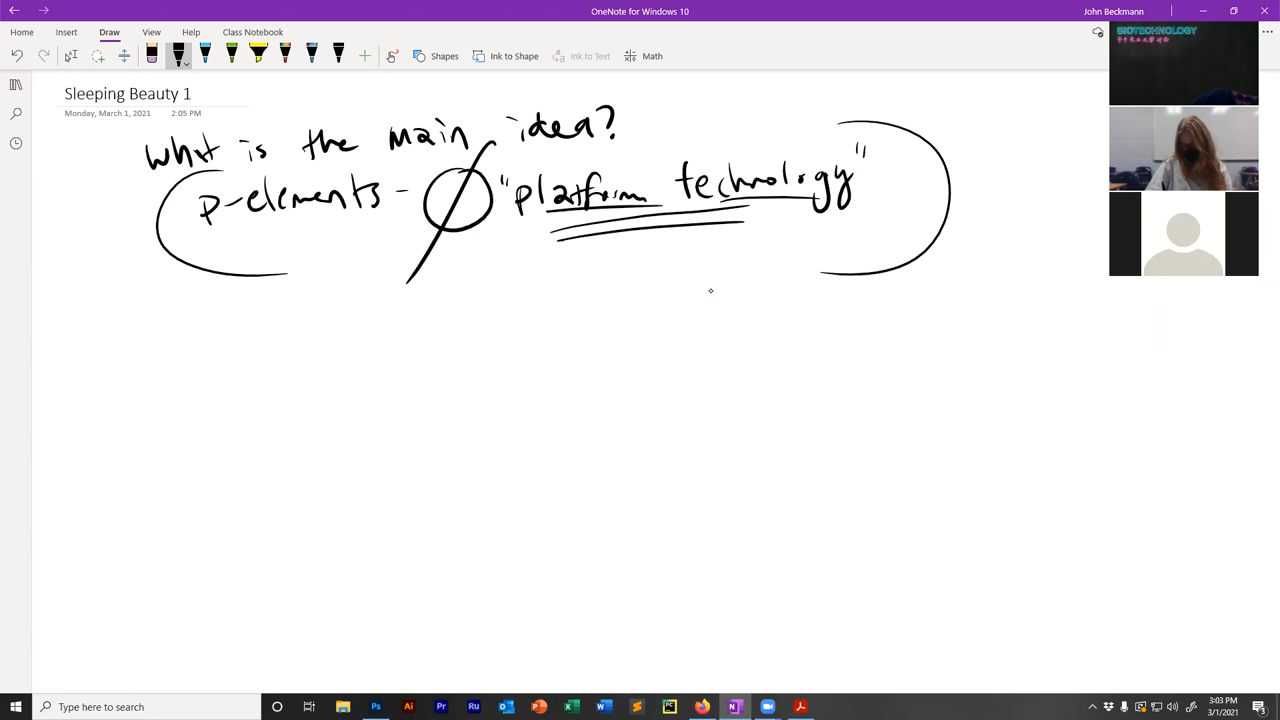 OneNote for Windows 10
John Beckman
Home Insert Draw View Help Class Notebook
Shapes Ink to Shape Ink to Text Math
BIOTECHNOLOGY
Sleeping Beauty 1
Monday, March 1, 2021 2:05 PM
What is the main idea?
p-elements - Ø "platform technology"
Type here to search
3:03 PM
3/1/2021